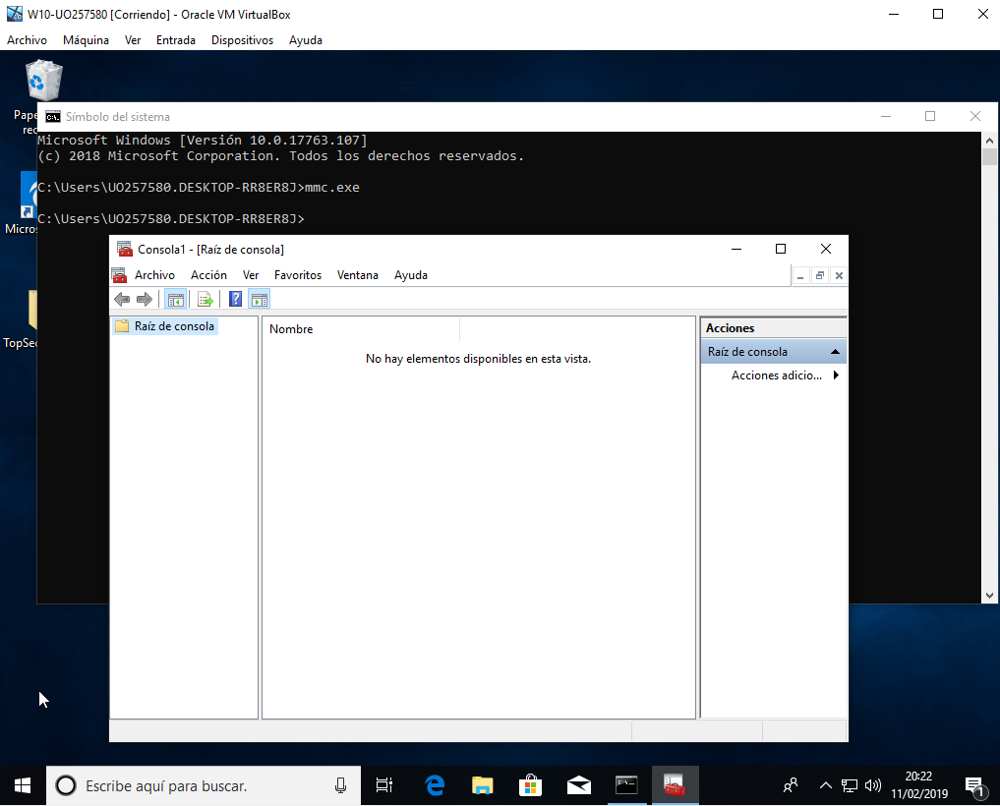 W10-UO257580 [Corriendo] - Oracle VM VirtualBox
Archivo Máquina Ver Entrada Dispositivos Ayuda
Pape
rec
Símbolo del sistema
Microsoft Windows [Versión 10.0.17763.107]
(c) 2018 Microsoft Corporation. Todos los derechos reservados.
C:\Users\UO257580.DESKTOP-RR8ER8J>mmc.exe
C:\Users\UO257580.DESKTOP-RR8ER8J>
Micros
TopSec
Consola1 - [Raíz de consola]
Archivo Acción Ver Favoritos Ventana Ayuda
Raíz de consola
Nombre
No hay elementos disponibles en esta vista.
Acciones
Raíz de consola
Acciones adicio...
Escribe aquí para buscar.
20:22
11/02/2019
1